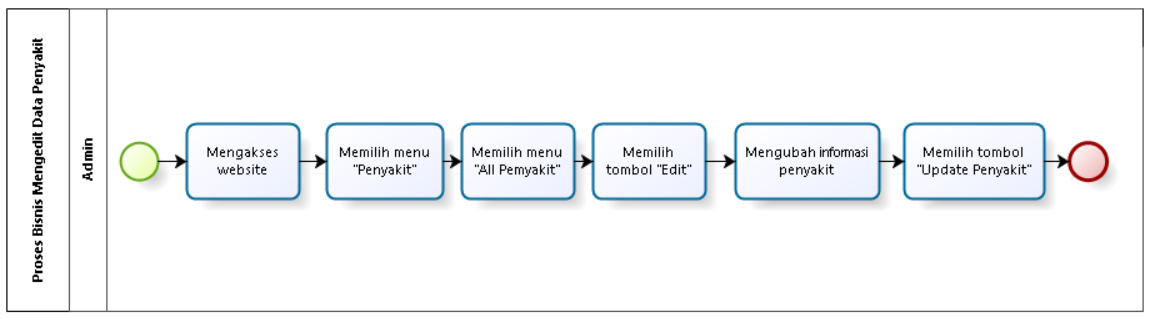 Proses Bisnis Mengedit Data Penyakit
Admin
Mengakses
website
Memilih menu
"Penyakit"
Memilih menu
"All Pemyakit"
Memilih
tombol "Edit"
Mengubah informasi
penyakit
Memilih tombol
"Update Penyakit"